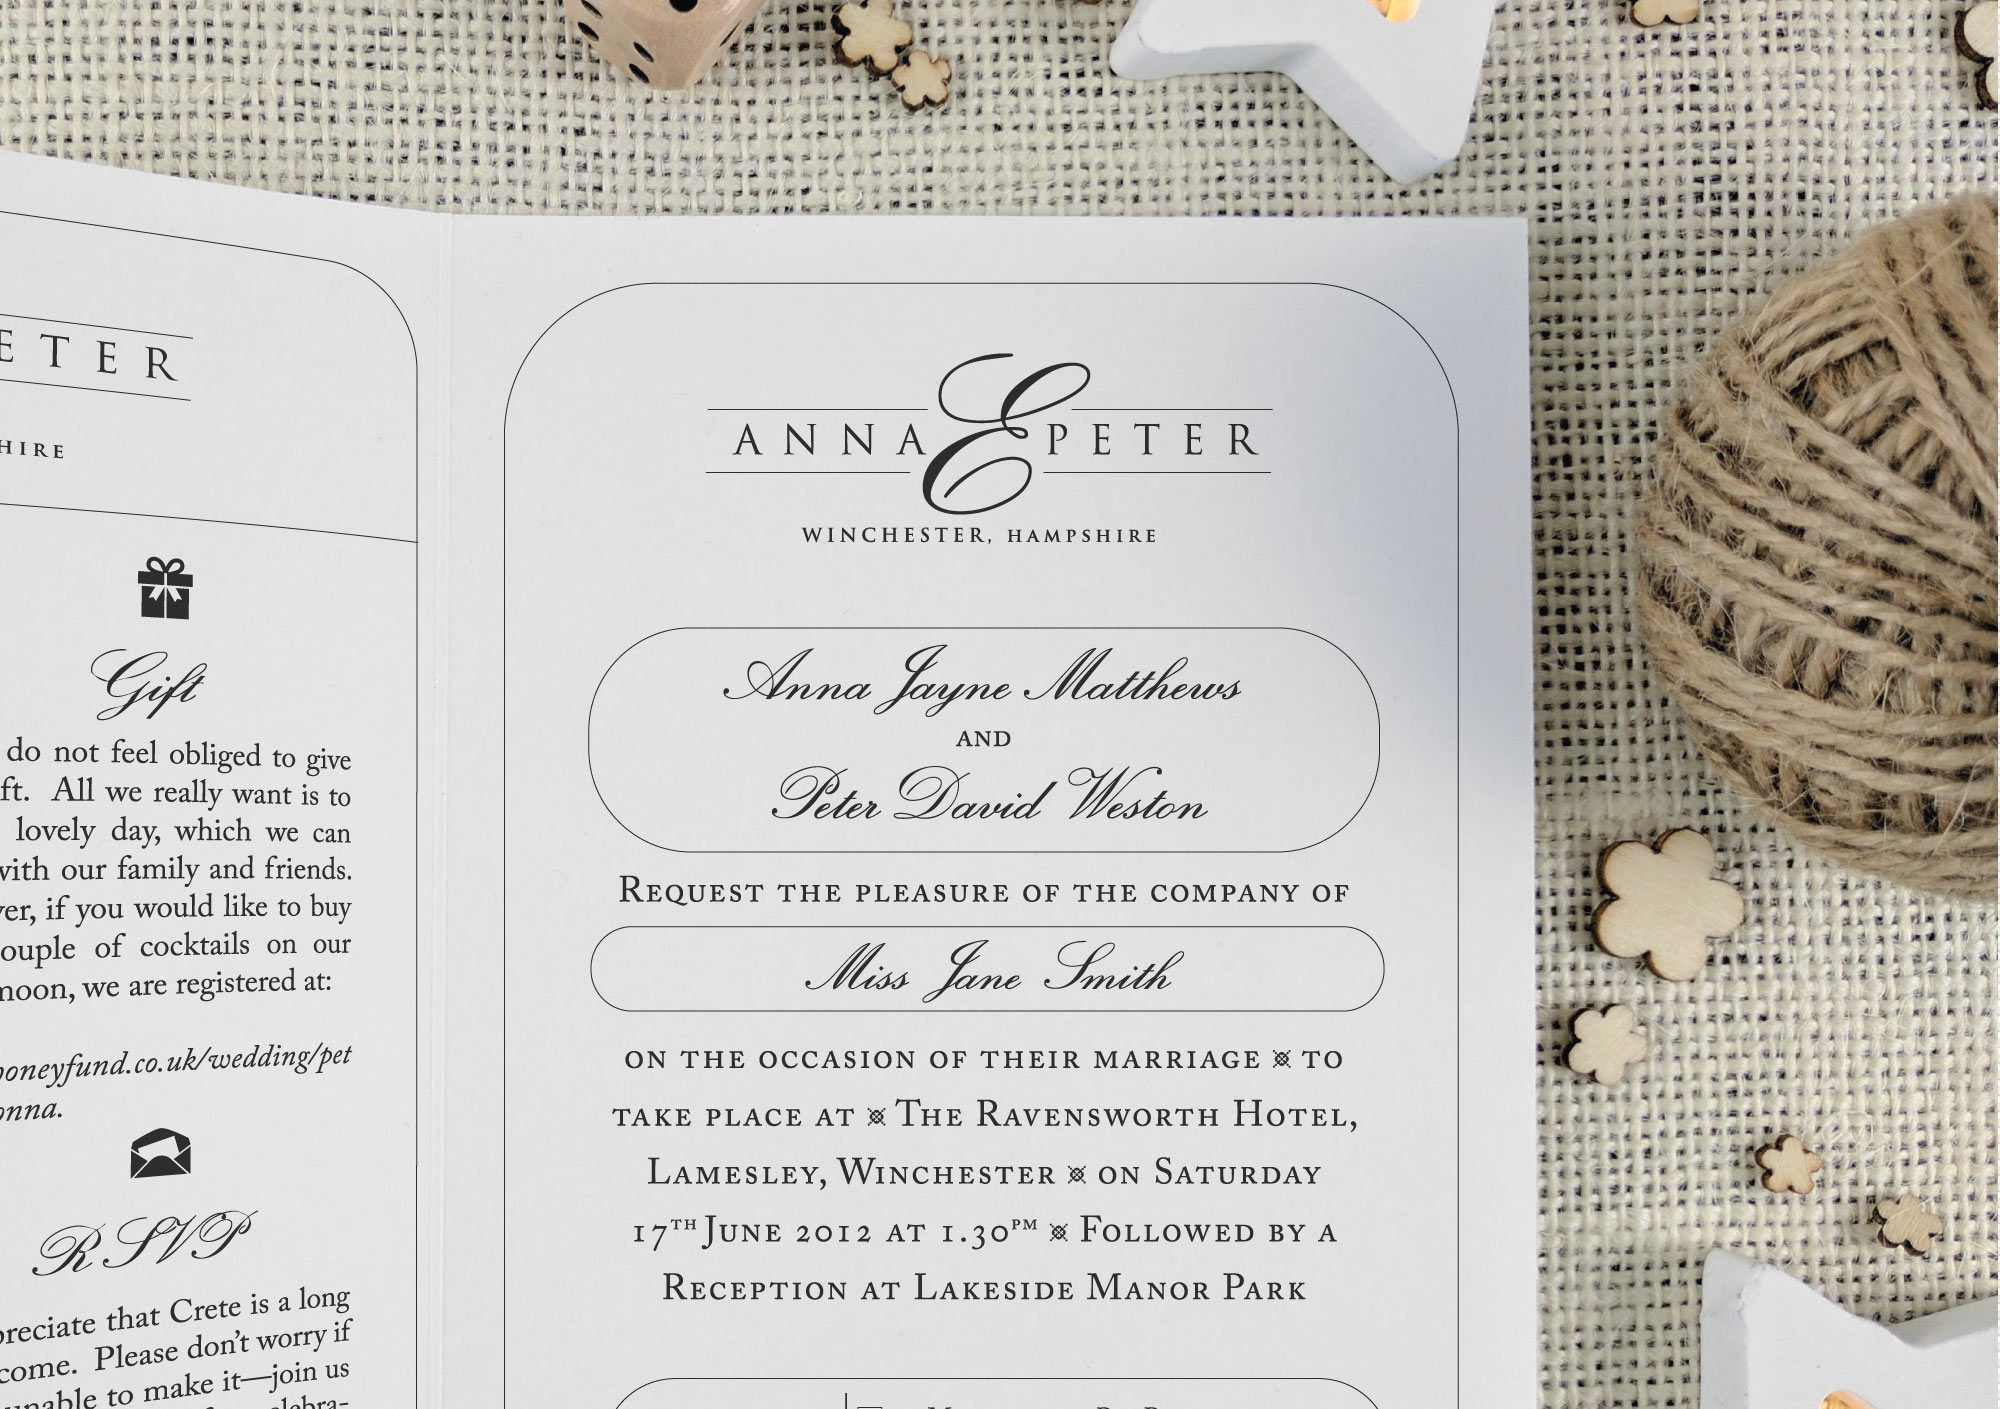 ETER
HIRE
Gift
do not feel obliged to give
ft. All we really want is to
lovely day, which we can
with our family and friends.
ver, if you would like to buy
ouple of cocktails on our
moon, we are registered at:
honeyfund.co.uk/wedding/pet
onna.
RSVP
preciate that Crete is a long
come. Please don't worry if
unable to make it—join us
ANNA E PETER
WINCHESTER, HAMPSHIRE
Anna Jayne Matthews
AND
Peter David Weston
REQUEST THE PLEASURE OF THE COMPANY OF
Miss Jane Smith
ON THE OCCASION OF THEIR MARRIAGE ¤ TO
TAKE PLACE AT ¤ THE RAVENSWORTH HOTEL,
LAMESLEY, WINCHESTER ¤ ON SATURDAY
17TH JUNE 2012 AT 1.30PM ¤ FOLLOWED BY A
RECEPTION AT LAKESIDE MANOR PARK